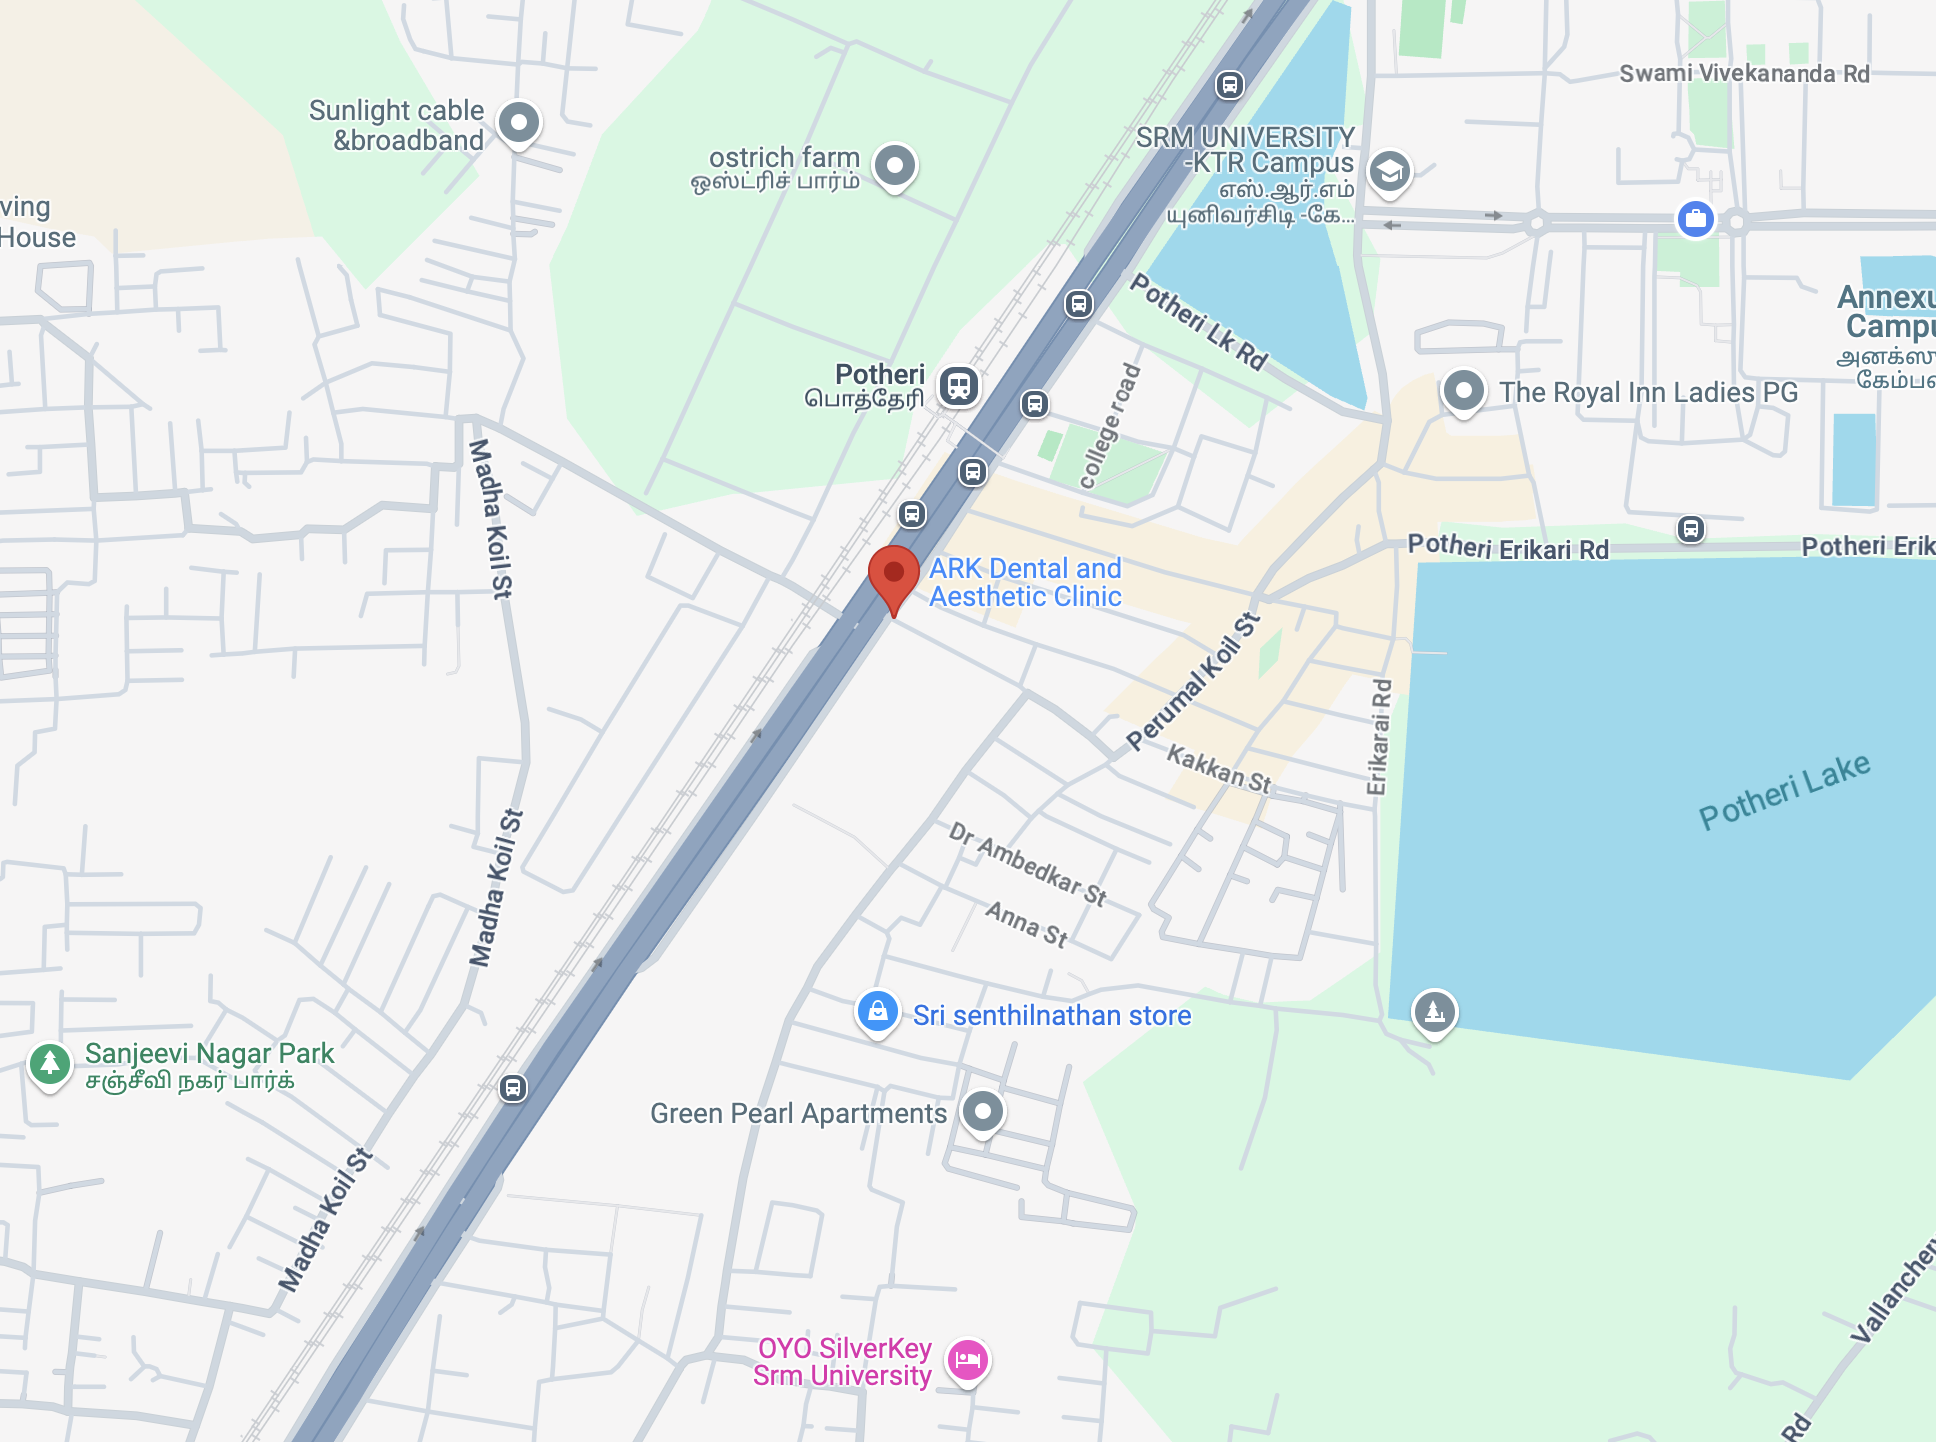 Swami Vivekananda Rd
Sunlight cable
&broadband
SRM UNIVERSITY
-KTR Campus
எஸ்.ஆர்.எம்
யுனிவர்சிடி -கே...
ostrich farm
ஒஸ்ட்ரிச் பார்ம்
ving
House
Potheri Lk Rd
Annexu
Campu
அனக்ஸு
கேம்பஸ
Potheri
பொத்தேரி
college road
The Royal Inn Ladies PG
Madha Koil St
Potheri Erikari Rd
Potheri Erik
ARK Dental and
Aesthetic Clinic
Perumal Koil St
Erikarai Rd
Kakkan St
Potheri Lake
Madha Koil St
Dr Ambedkar St
Anna St
Sri senthilnathan store
Sanjeevi Nagar Park
சஞ்சீவி நகர் பார்க்
Green Pearl Apartments
Madha Koil St
Vallanchery
Rd
OYO SilverKey
Srm University